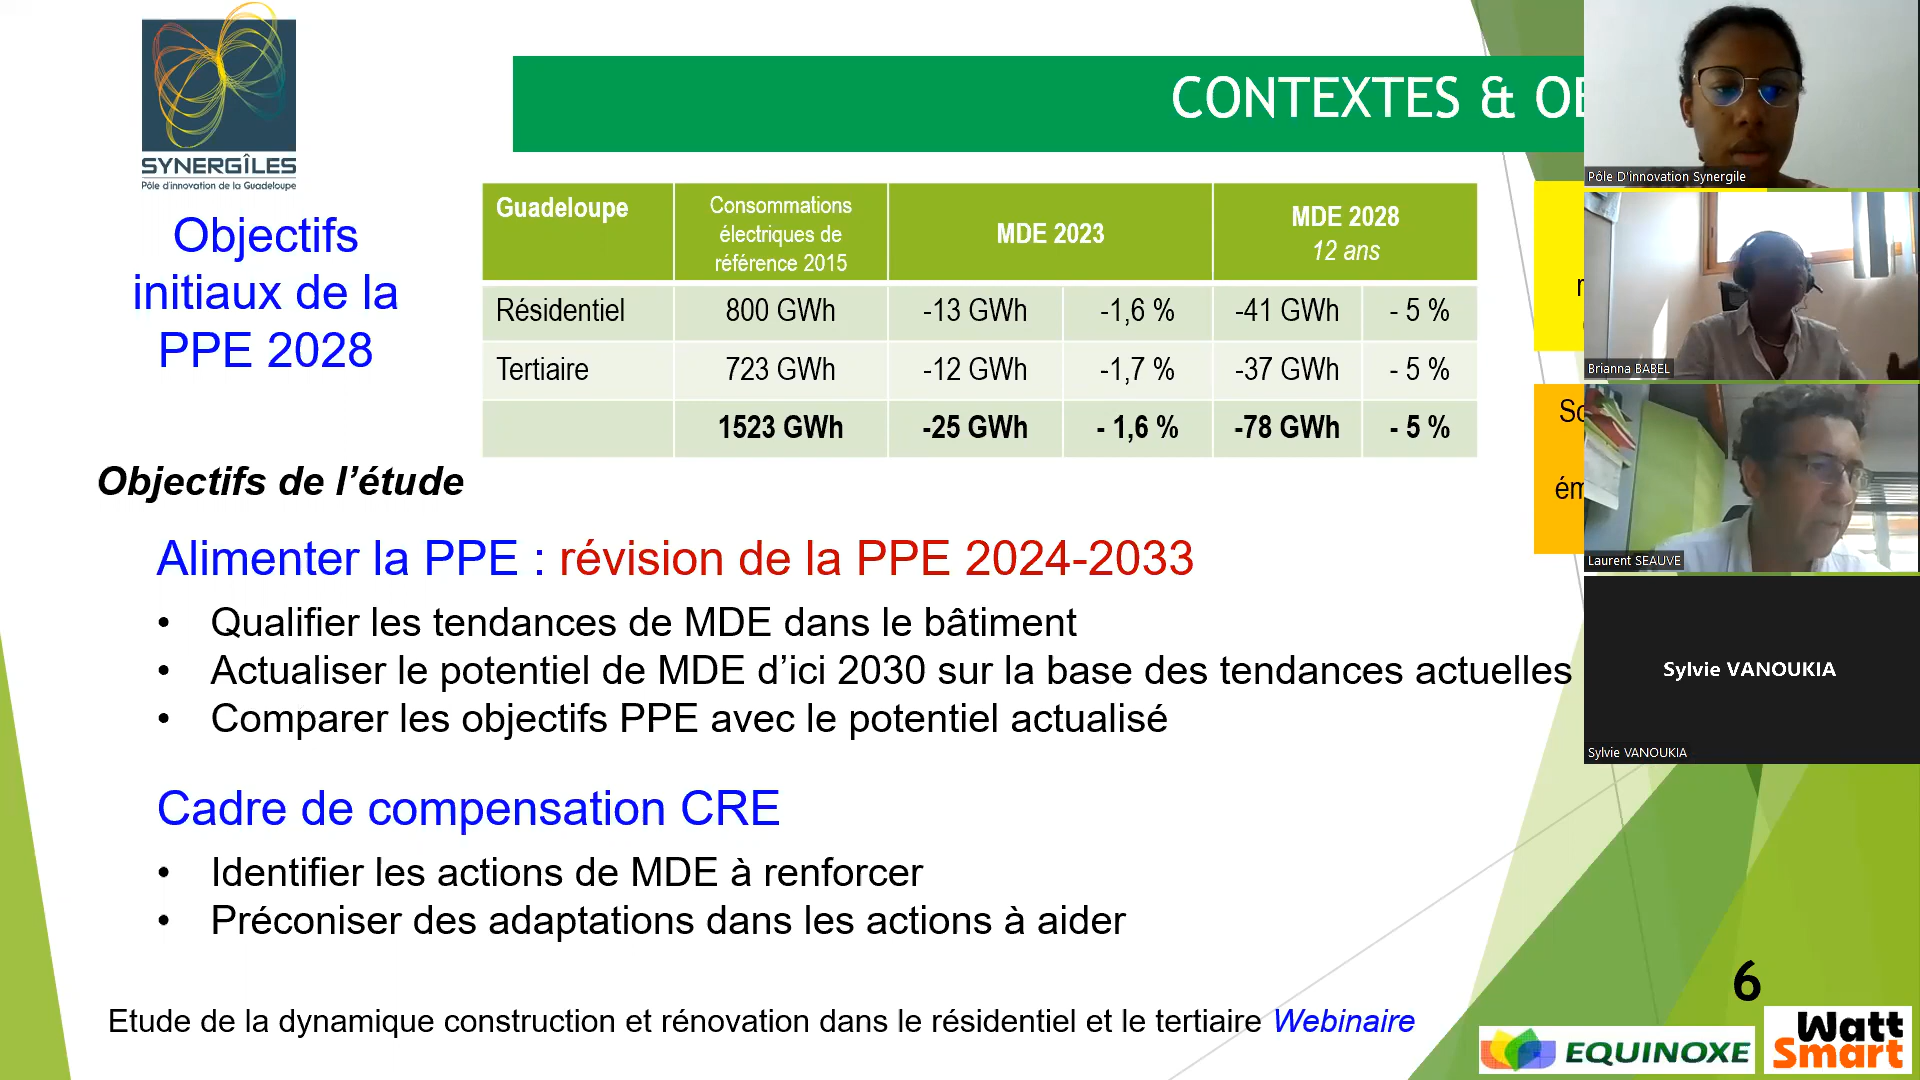 SYNERGÎLES
Pôle d'innovation de la Guadeloupe
CONTEXTES & OB
Objectifs
initiaux de la
PPE 2028
Guadeloupe
Consommations
électriques de
référence 2015
MDE 2023
MDE 2028
12 ans
Résidentiel 800 GWh -13 GWh -1,6 % -41 GWh - 5 %
Tertiaire 723 GWh -12 GWh -1,7 % -37 GWh - 5 %
1523 GWh -25 GWh - 1,6 % -78 GWh - 5 %
Objectifs de l’étude
Alimenter la PPE : révision de la PPE 2024-2033
• Qualifier les tendances de MDE dans le bâtiment
• Actualiser le potentiel de MDE d’ici 2030 sur la base des tendances actuelles
• Comparer les objectifs PPE avec le potentiel actualisé
Cadre de compensation CRE
• Identifier les actions de MDE à renforcer
• Préconiser des adaptations dans les actions à aider
Etude de la dynamique construction et rénovation dans le résidentiel et le tertiaire Webinaire
6
EQUINOXE
Watt
Smart
Pôle D'innovation Synergile
Brianna BABEL
Laurent SEAUVE
Sylvie VANOUKIA
Sylvie VANOUKIA